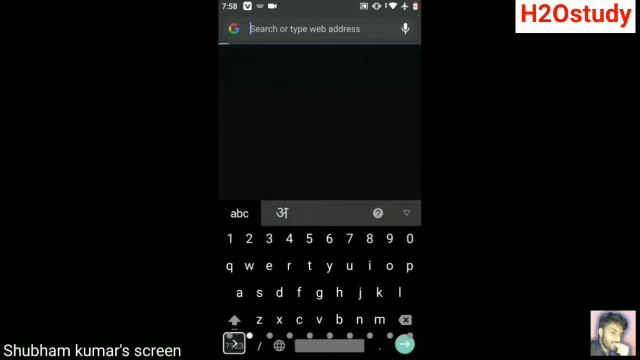 7:58
H2Ostudy
G Search or type web address
abc अ ?
1 2 3 4 5 6 7 8 9 0
q w e r t y u i o p
a s d f g h j k l
z x c v b n m
/ .
Shubham kumar's screen